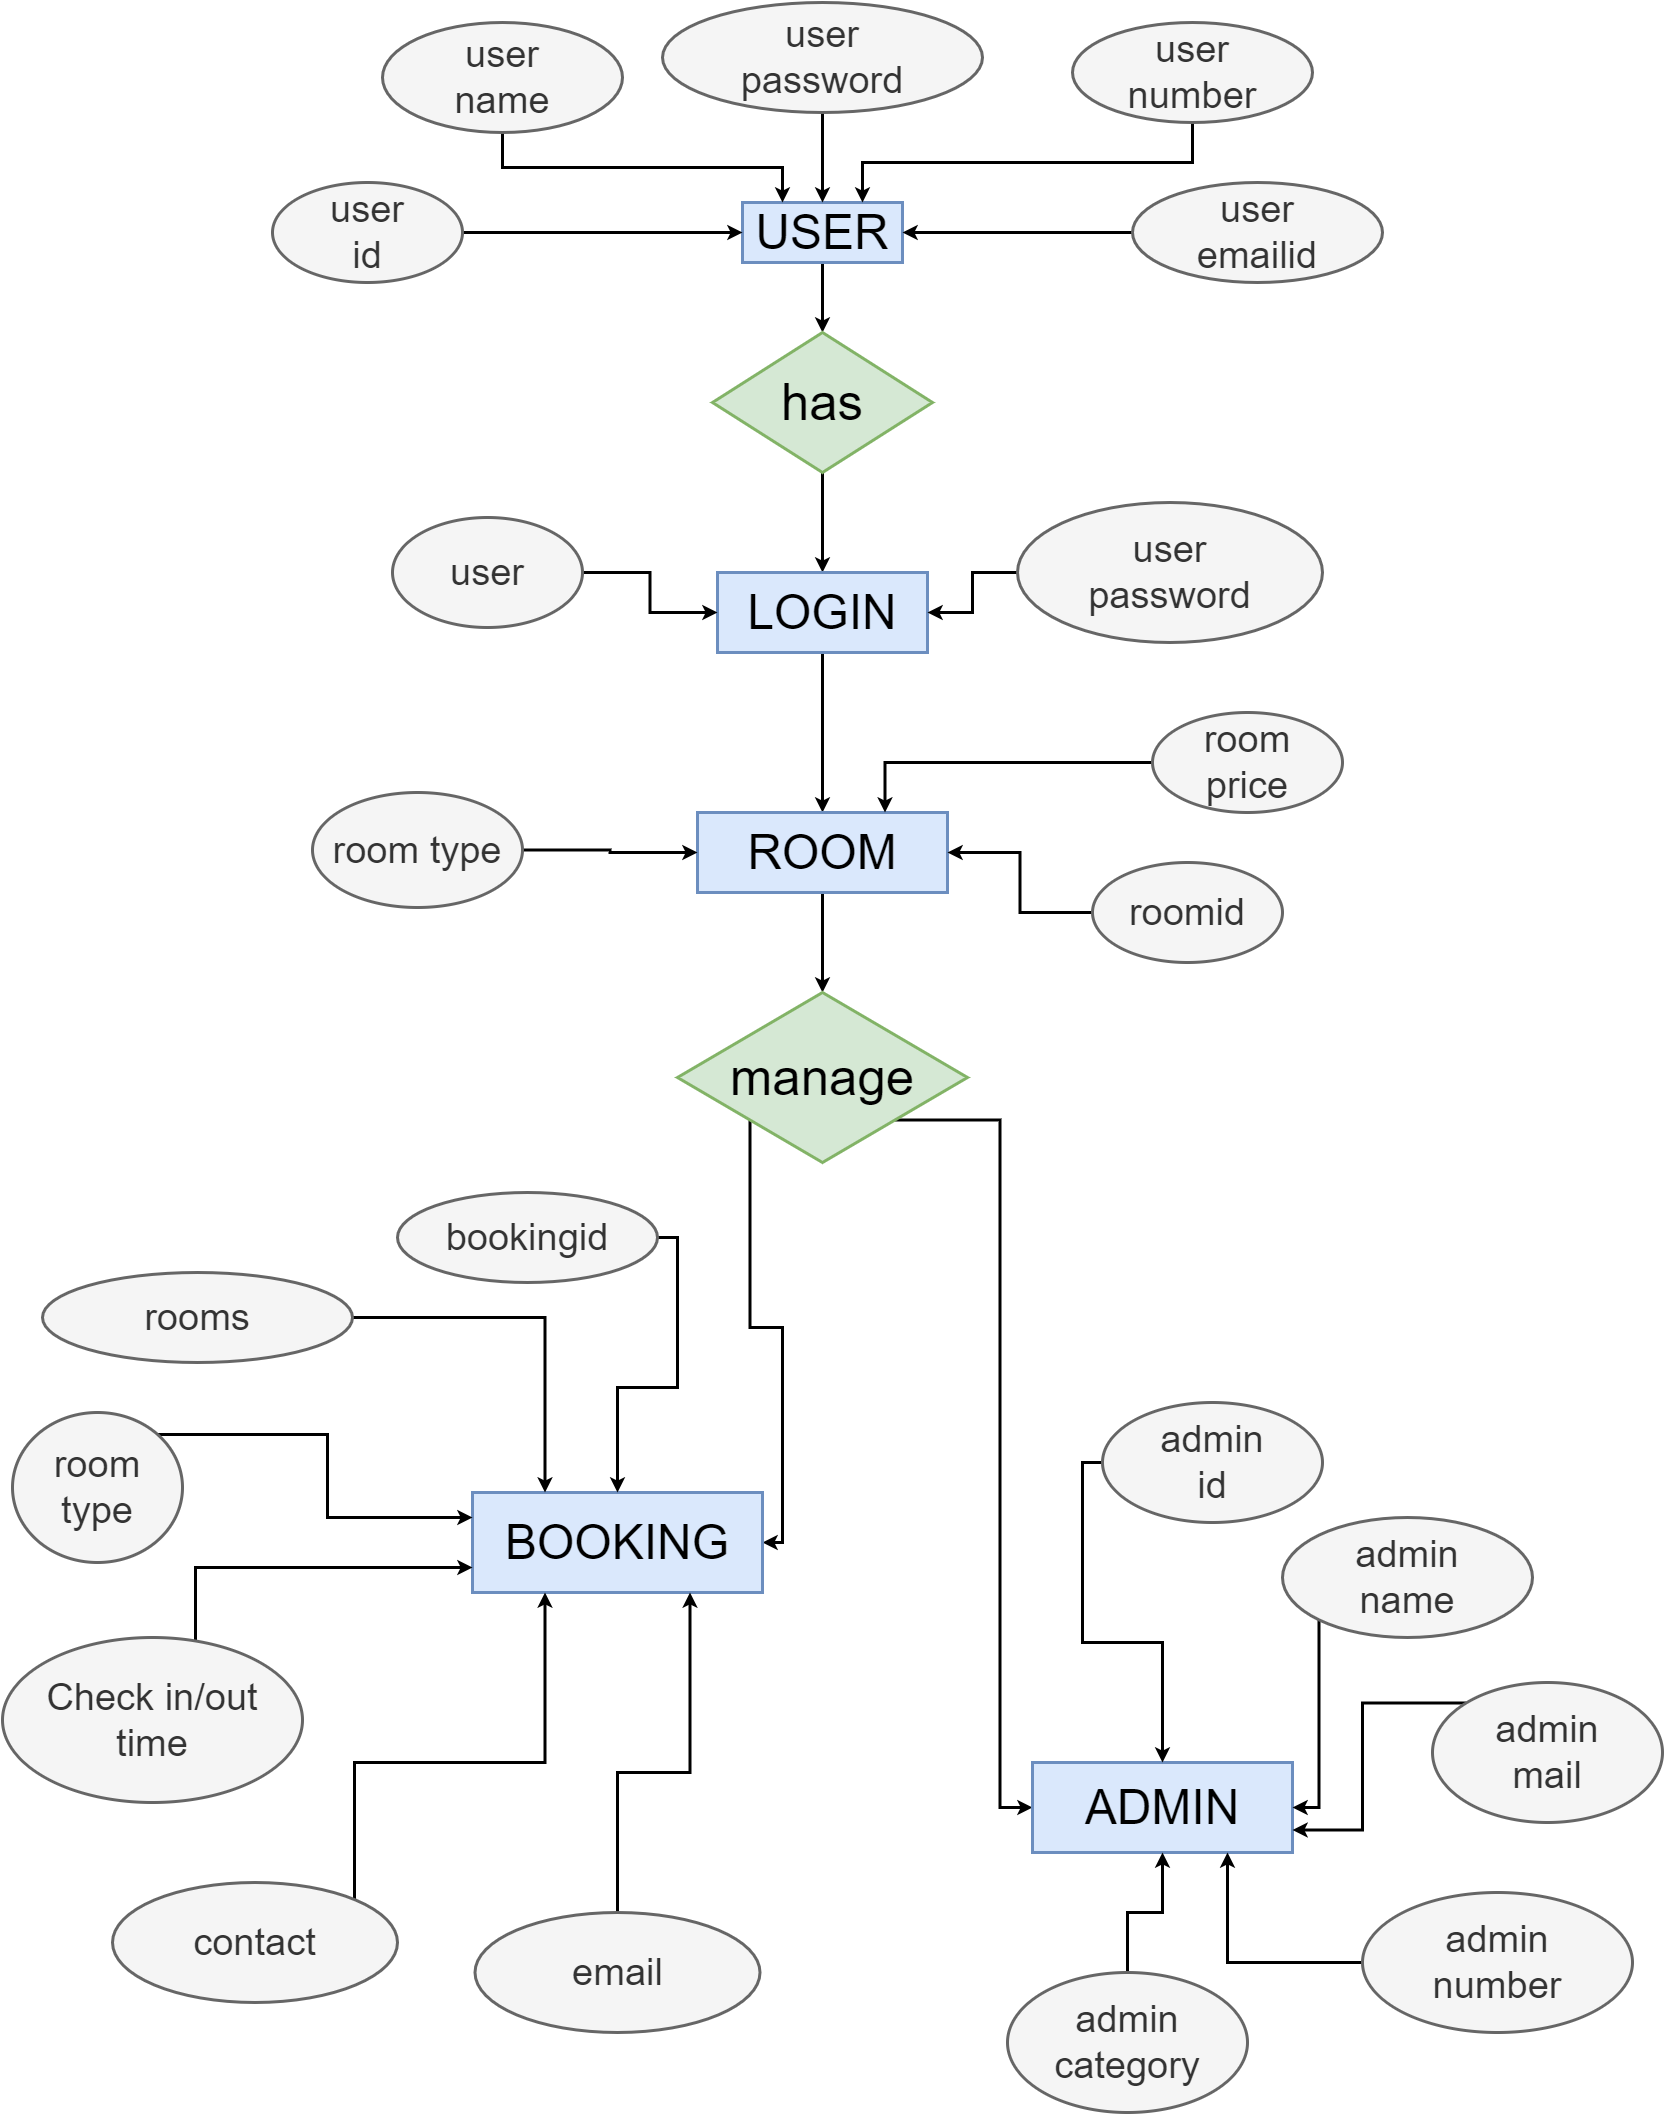 user
name
user
password
user
number
user
id
USER
user
emailid
has
user
LOGIN
user
password
room
price
room type
ROOM
roomid
manage
bookingid
rooms
room
type
BOOKING
admin
id
admin
name
Check in/out
time
admin
mail
ADMIN
contact
email
admin
number
admin
category